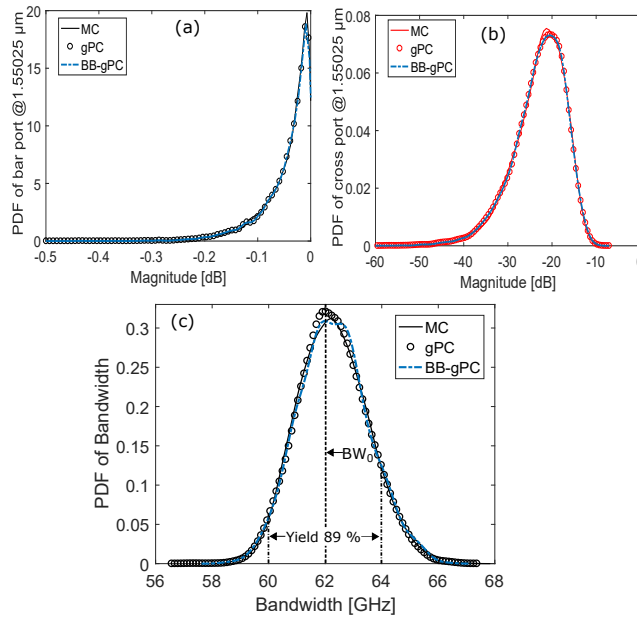 (a)
MC
gPC
BB-gPC
PDF of bar port @1.55025 μm
20
15
10
5
0
-0.5 -0.4 -0.3 -0.2 -0.1 0
Magnitude [dB]
(b)
MC
gPC
BB-gPC
PDF of cross port @1.55025 μm
0.08
0.06
0.04
0.02
0
-60 -50 -40 -30 -20 -10 0
Magnitude [dB]
(c)
MC
gPC
BB-gPC
PDF of Bandwidth
0.3
0.25
0.2
0.15
0.1
0.05
0
BW0
Yield 89 %
56 58 60 62 64 66 68
Bandwidth [GHz]